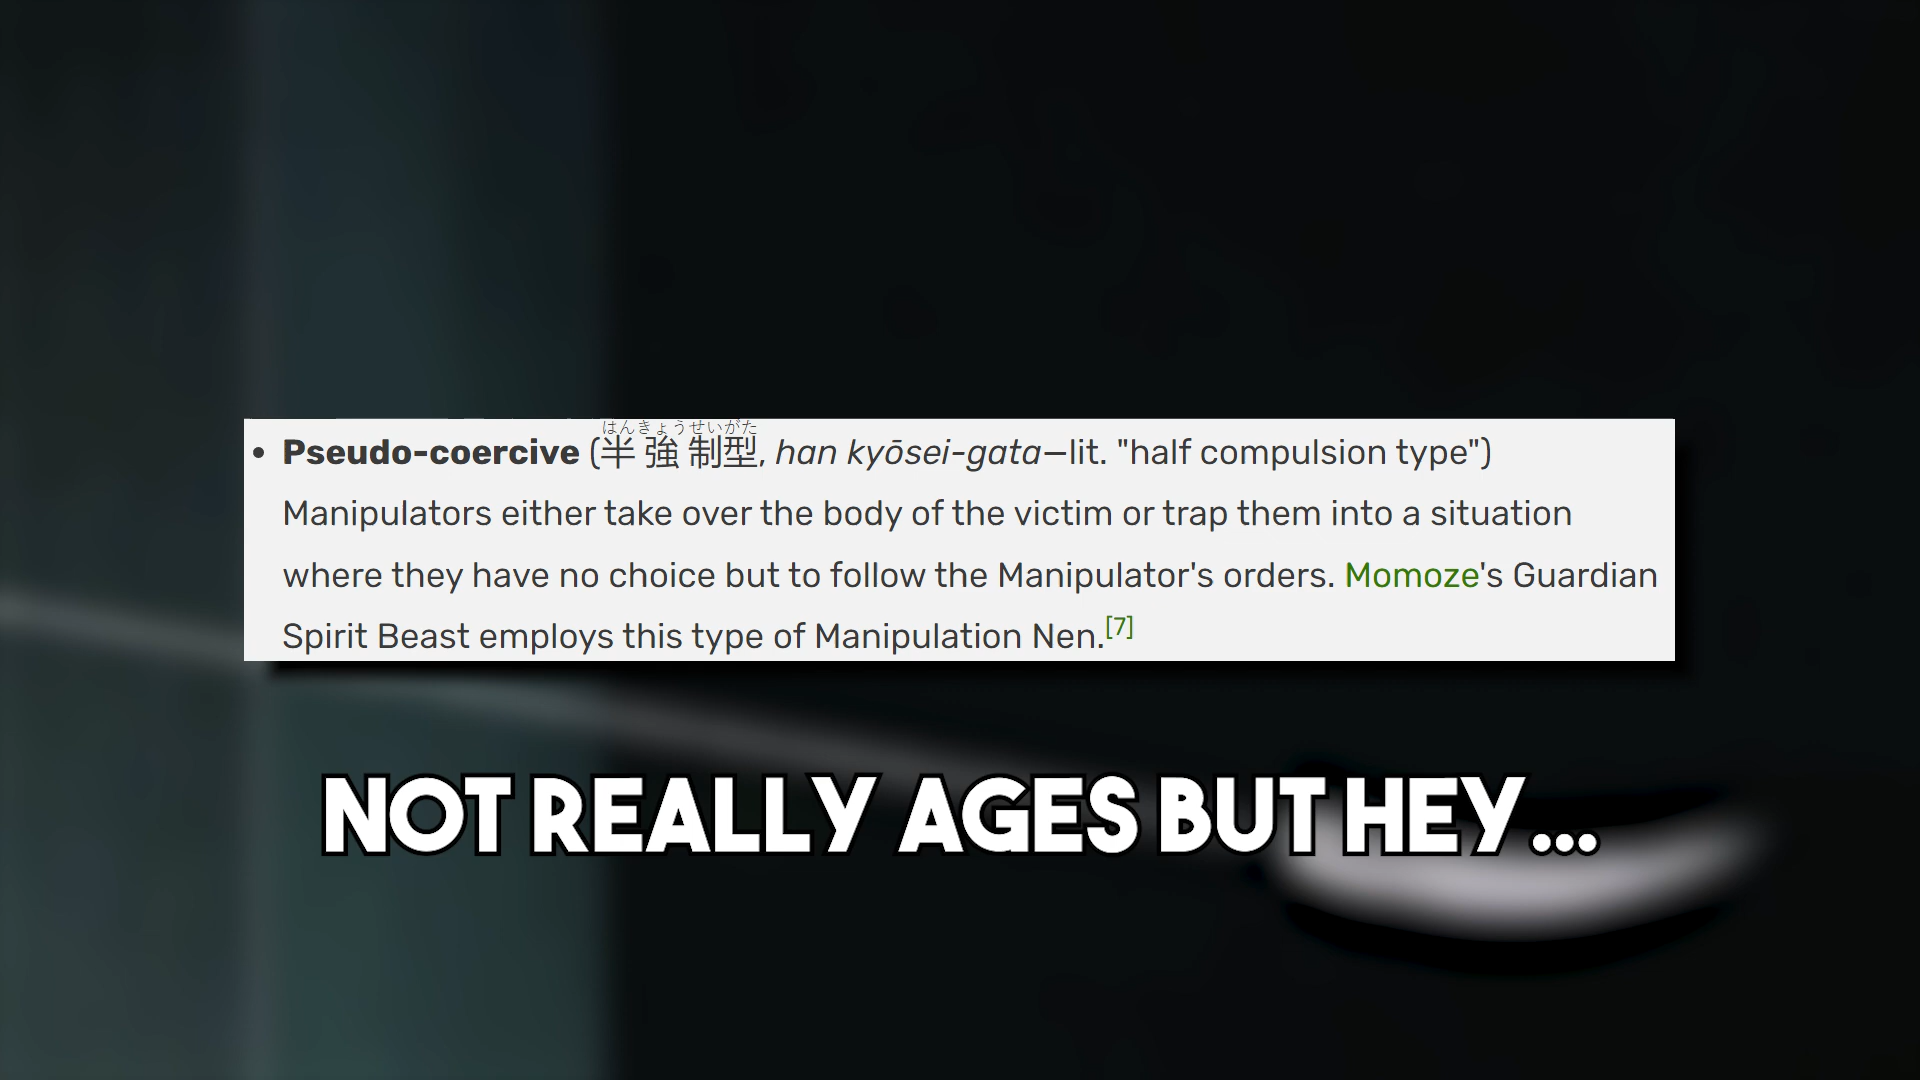 はんきょうせいがた
• Pseudo-coercive (半強制型, han kyōsei-gata—lit. "half compulsion type")
Manipulators either take over the body of the victim or trap them into a situation
where they have no choice but to follow the Manipulator's orders. Momoze's Guardian
Spirit Beast employs this type of Manipulation Nen.[7]
NOT REALLY AGES BUT HEY...